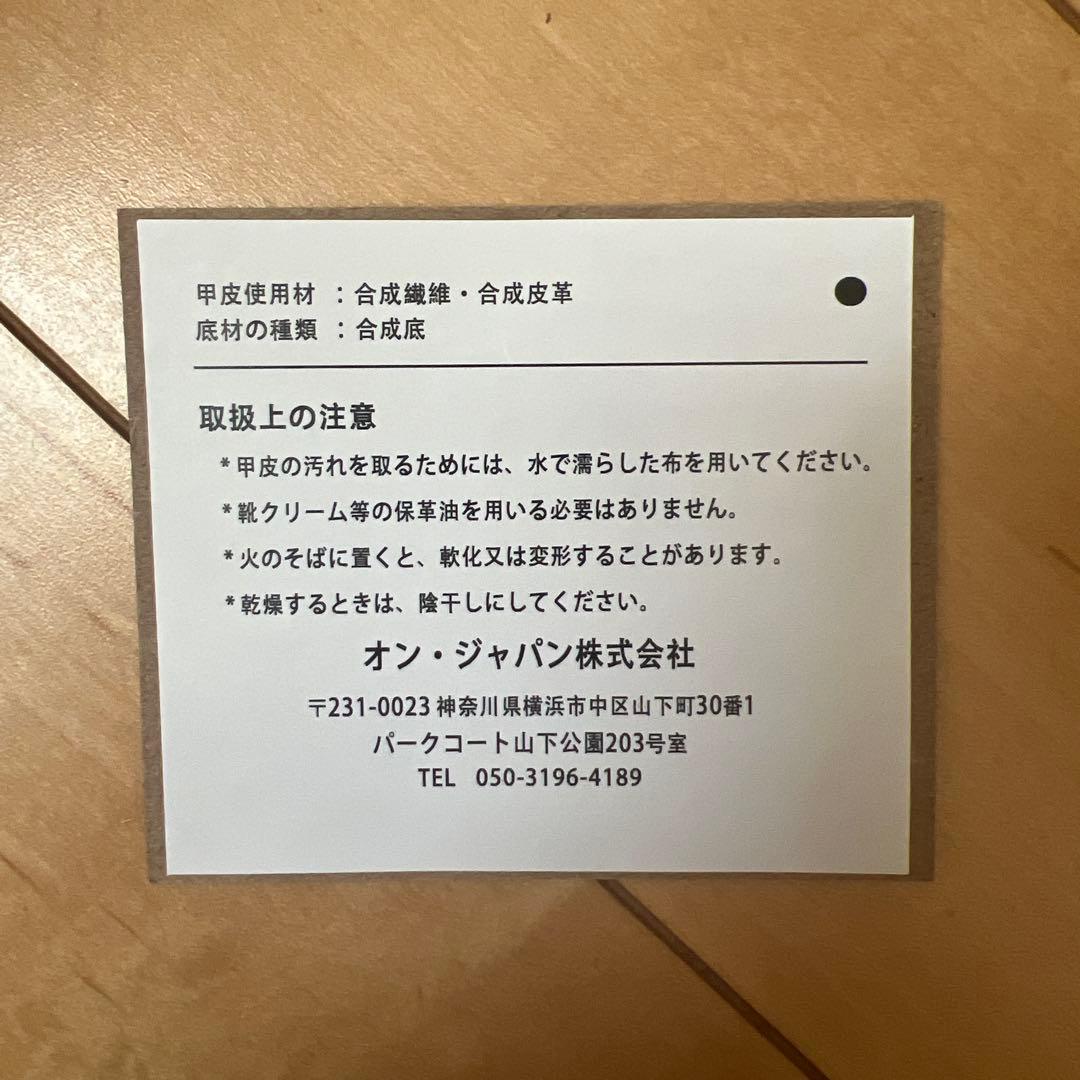 甲皮使用材 ：合成繊維・合成皮革
底材の種類 ：合成底
取扱上の注意
*甲皮の汚れを取るためには、水で濡らした布を用いてください。
*靴クリーム等の保革油を用いる必要はありません。
*火のそばに置くと、軟化又は変形することがあります。
*乾燥するときは、陰干しにしてください。
オン・ジャパン株式会社
〒231-0023 神奈川県横浜市中区山下町30番1
パークコート山下公園203号室
TEL 050-3196-4189